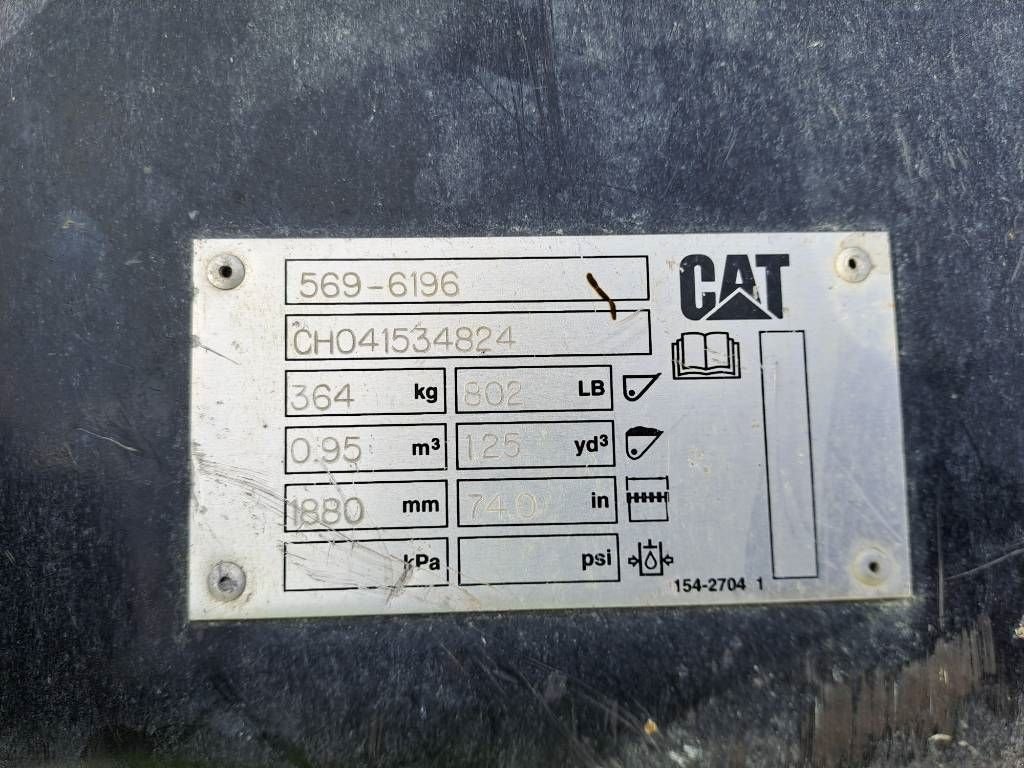 569-6196
CAT
CH041534824
364 kg 802 LB
0.95 m³ 1.25 yd³
1880 mm 74.0 in
kPa psi
154-2704 1